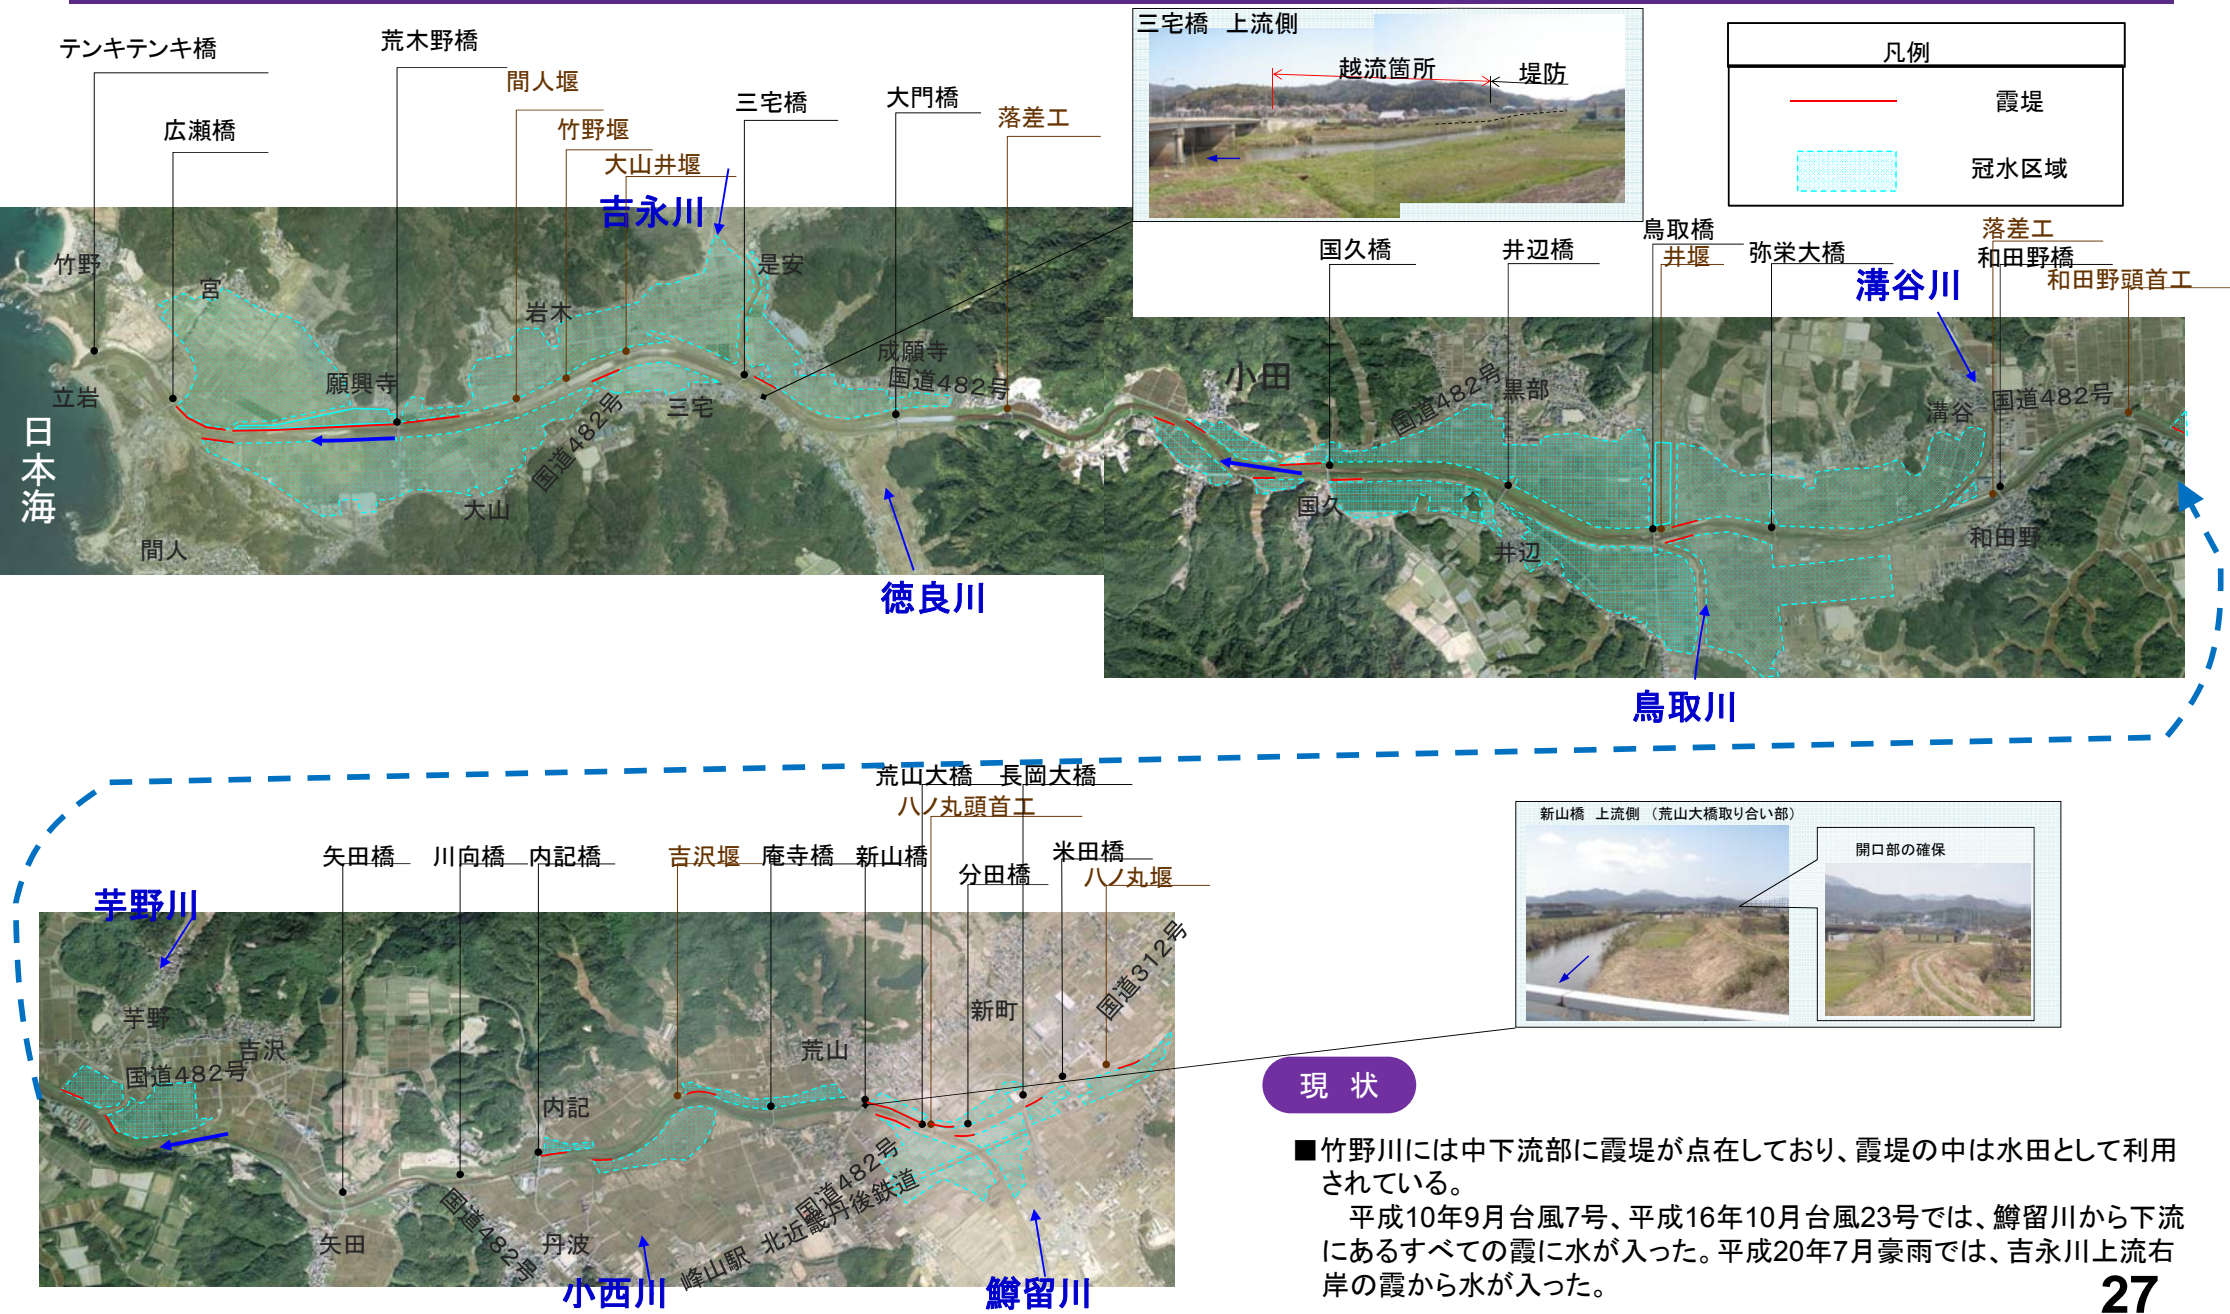 テンキテンキ橋
広瀬橋
荒木野橋
間人堰
竹野堰
大山井堰
吉永川
三宅橋
大門橋
落差工
三宅橋 上流側
越流箇所
堤防
凡例
霞堤
冠水区域
国久橋
井辺橋
鳥取橋
井堰
弥栄大橋
溝谷川
落差工
和田野橋
和田野頭首工
竹野
宮
岩木
是安
願興寺
立岩
三宅
成願寺
国道482号
国道482号
大山
間人
日本海
徳良川
小田
国道482号
黒部
国久
井辺
溝谷
国道482号
和田野
鳥取川
荒山大橋
長岡大橋
八ノ丸頭首工
矢田橋
川向橋
内記橋
吉沢堰
庵寺橋
新山橋
分田橋
米田橋
八ノ丸堰
芋野川
芋野
吉沢
国道482号
矢田
国道482号
内記
丹波
小西川
荒山
新町
国道312号
国道482号
峰山駅 北近畿丹後鉄道
鱒留川
新山橋 上流側 （荒山大橋取り合い部）
開口部の確保
現 状
■竹野川には中下流部に霞堤が点在しており、霞堤の中は水田として利用
されている。
平成10年9月台風7号、平成16年10月台風23号では、鱒留川から下流
にあるすべての霞に水が入った。平成20年7月豪雨では、吉永川上流右
岸の霞から水が入った。
27